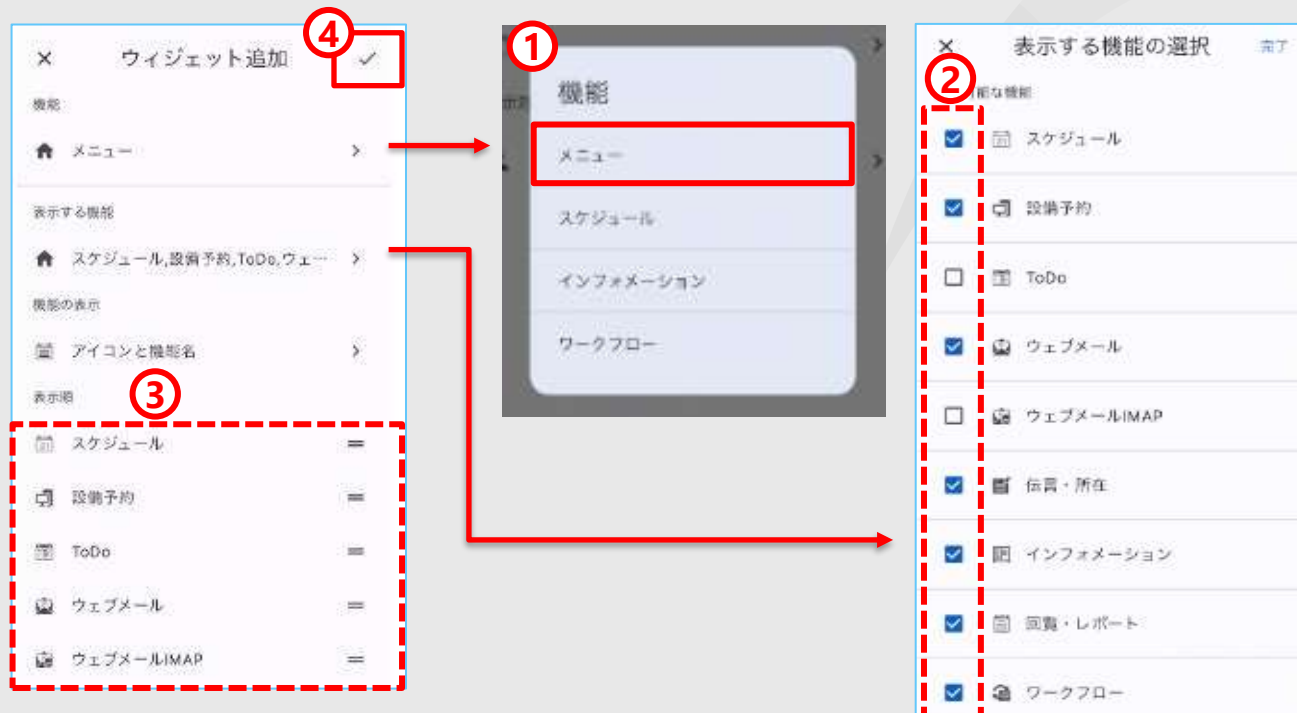 ④
× ウィジェット追加 ✓
機能
メニュー >
表示する機能
スケジュール,設備予約,ToDo,ウェ… >
機能の表示
アイコンと機能名 >
表示順
③
スケジュール
設備予約
ToDo
ウェブメール
ウェブメールIMAP
①
機能
メニュー
スケジュール
インフォメーション
ワークフロー
× 表示する機能の選択 完了
②
能な機能
スケジュール
設備予約
ToDo
ウェブメール
ウェブメールIMAP
伝言・所在
インフォメーション
回覧・レポート
ワークフロー